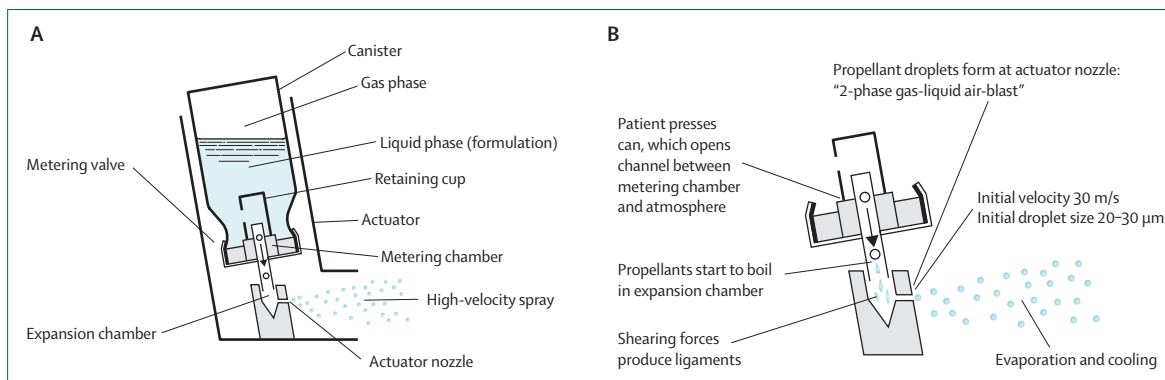 A
Canister
Gas phase
Liquid phase (formulation)
Metering valve
Retaining cup
Actuator
Metering chamber
High-velocity spray
Expansion chamber
Actuator nozzle
B
Propellant droplets form at actuator nozzle:
“2-phase gas-liquid air-blast”
Patient presses
can, which opens
channel between
metering chamber
and atmosphere
Initial velocity 30 m/s
Initial droplet size 20–30 μm
Propellants start to boil
in expansion chamber
Shearing forces
produce ligaments
Evaporation and cooling